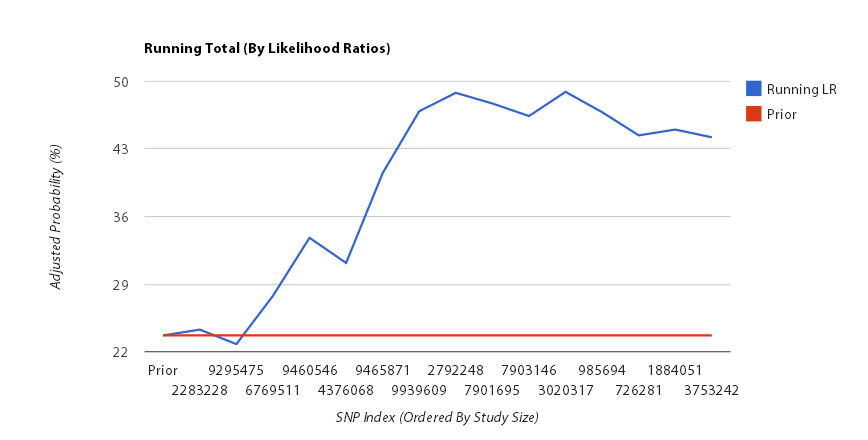 Running Total (By Likelihood Ratios)
50
43
36
29
22
Adjusted Probability (%)
Running LR
Prior
Prior 9295475 9460546 9465871 2792248 7903146 985694 1884051
2283228 6769511 4376068 9939609 7901695 3020317 726281 3753242
SNP Index (Ordered By Study Size)